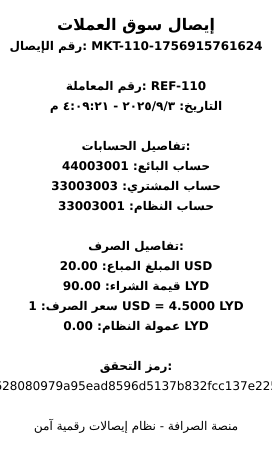 إيصال سوق العملات
رقم الإيصال: MKT-110-1756915761624
رقم المعاملة: REF-110
التاريخ: ٢٠٢٥/٩/٣ - ٤:٠٩:٢١ م
تفاصيل الحسابات:
حساب البائع: 44003001
حساب المشتري: 33003003
حساب النظام: 33003001
تفاصيل الصرف:
المبلغ المباع: 20.00 USD
قيمة الشراء: 90.00 LYD
سعر الصرف: 1 USD = 4.5000 LYD
عمولة النظام: 0.00 LYD
رمز التحقق:
528080979a95ead8596d5137b832fcc137e225
منصة الصرافة - نظام إيصالات رقمية آمن